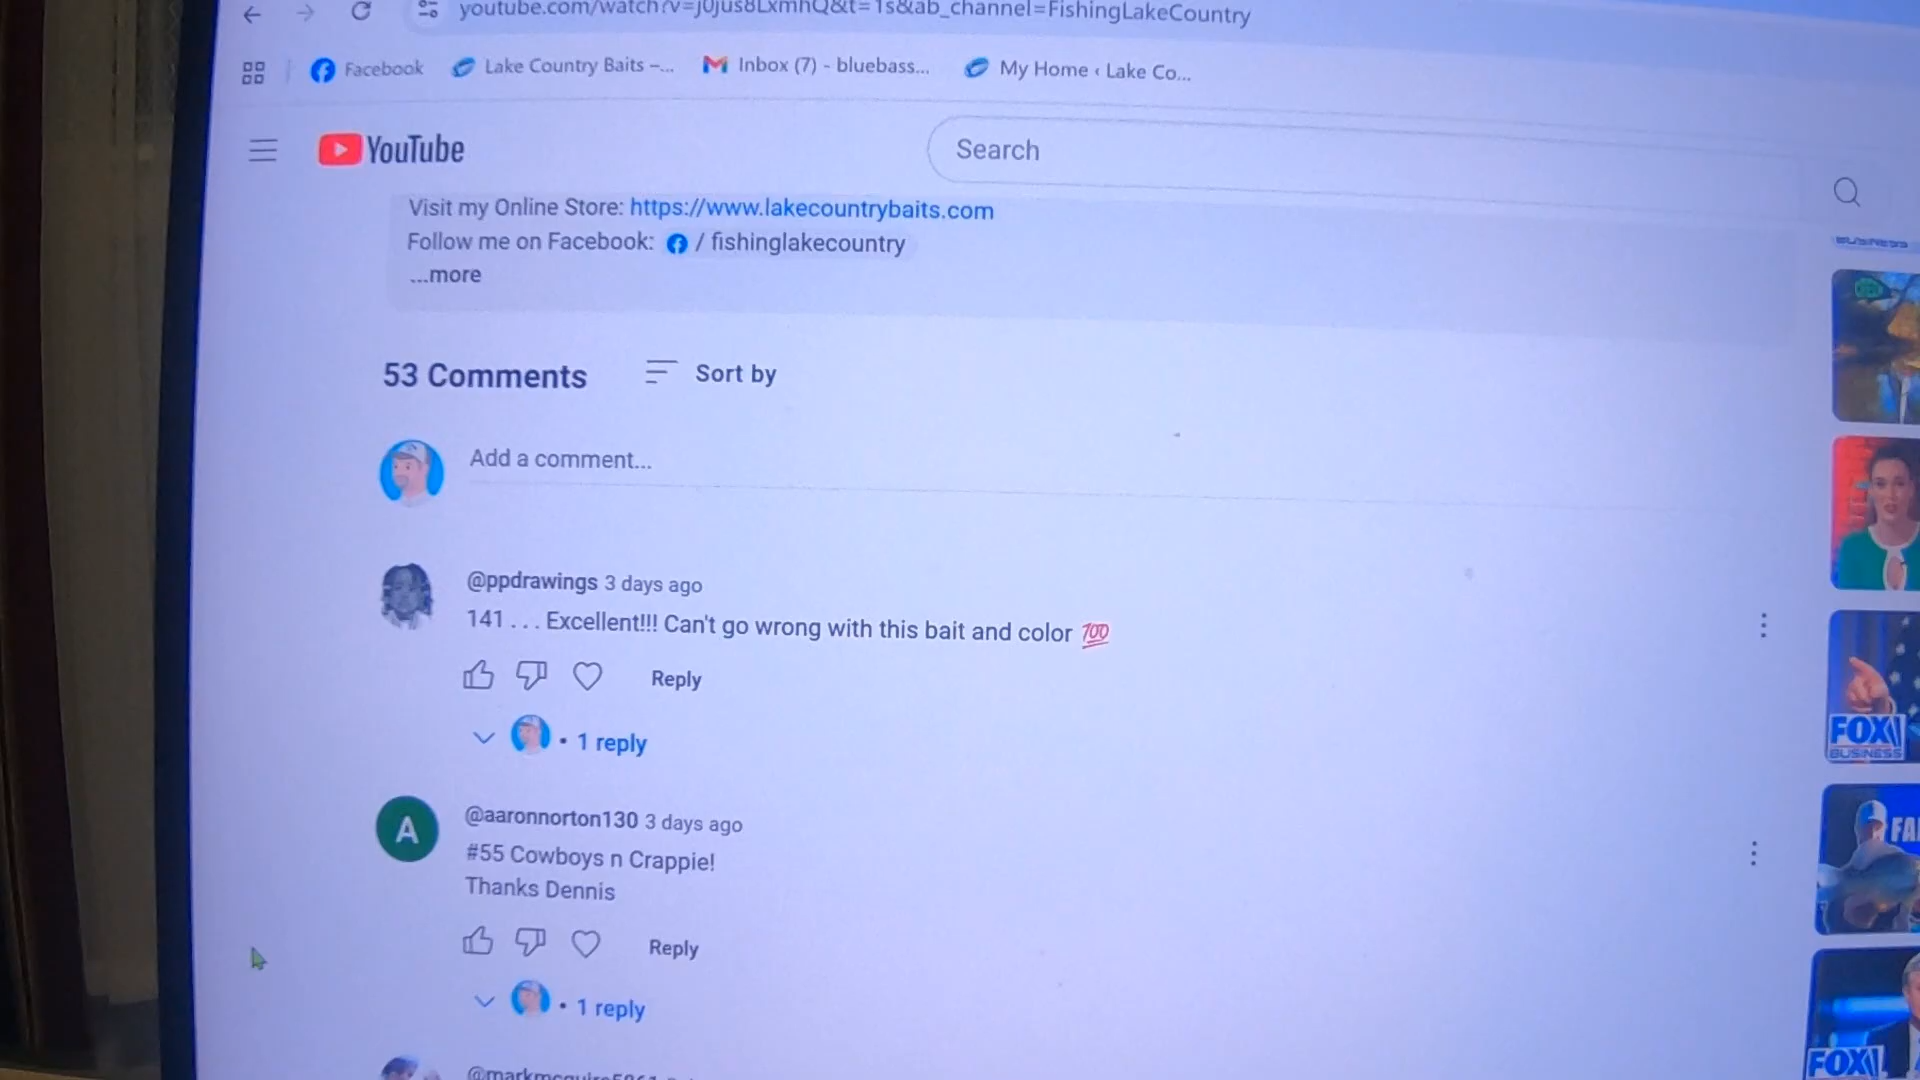 youtube.com/watch?v=j0jus8LxmhQ&t=1s&ab_channel=FishingLakeCountry
Facebook
Lake Country Baits –...
Inbox (7) - bluebass...
My Home ‹ Lake Co...
YouTube
Search
Visit my Online Store: https://www.lakecountrybaits.com
Follow me on Facebook: / fishinglakecountry
...more
BUSINESS
53 Comments
Sort by
Add a comment...
@ppdrawings 3 days ago
141 . . . Excellent!!! Can't go wrong with this bait and color 💯
Reply
• 1 reply
FOX
BUSINESS
A
@aaronnorton130 3 days ago
#55 Cowboys n Crappie!
Thanks Dennis
Reply
• 1 reply
FOX